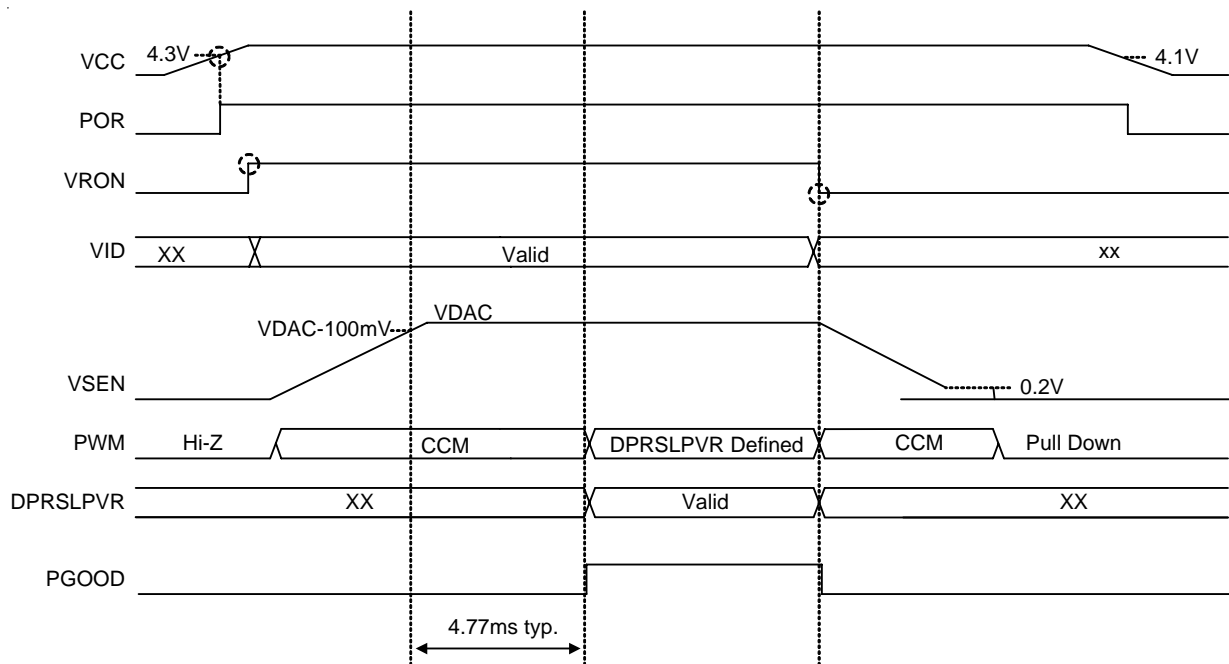 VCC 4.3V 4.1V
POR
VRON
VID XX Valid xx
VDAC
VDAC-100mV
VSEN 0.2V
PWM Hi-Z CCM DPRSLPVR Defined CCM Pull Down
DPRSLPVR XX Valid XX
PGOOD
4.77ms typ.